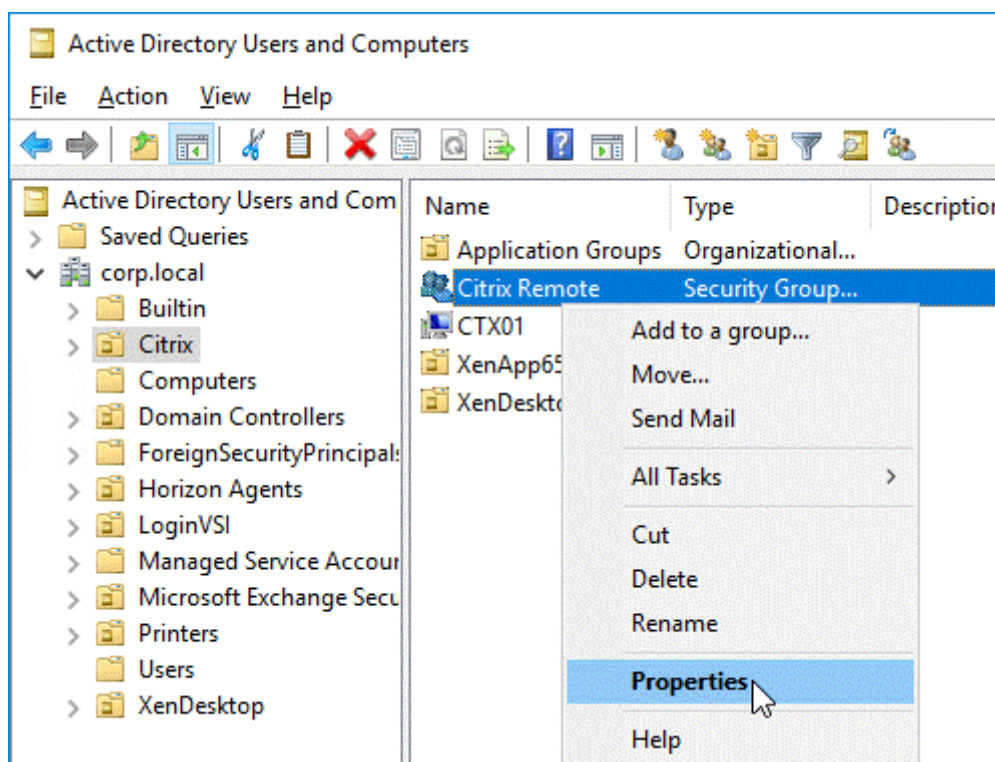 Active Directory Users and Computers
File Action View Help
Active Directory Users and Com
Saved Queries
corp.local
Builtin
Citrix
Computers
Domain Controllers
ForeignSecurityPrincipals
Horizon Agents
LoginVSI
Managed Service Accour
Microsoft Exchange Secu
Printers
Users
XenDesktop
Name Type Description
Application Groups Organizational...
Citrix Remote Security Group...
CTX01
XenApp65
XenDeskto
Add to a group...
Move...
Send Mail
All Tasks
Cut
Delete
Rename
Properties
Help